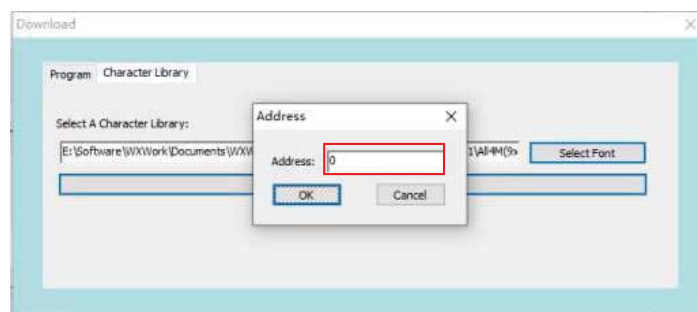 Download
Program Character Library
Select A Character Library:
E:\Software\WXWork\Documents\WXW
1\All4M(9x
Select Font
Address
Address: 0
OK Cancel